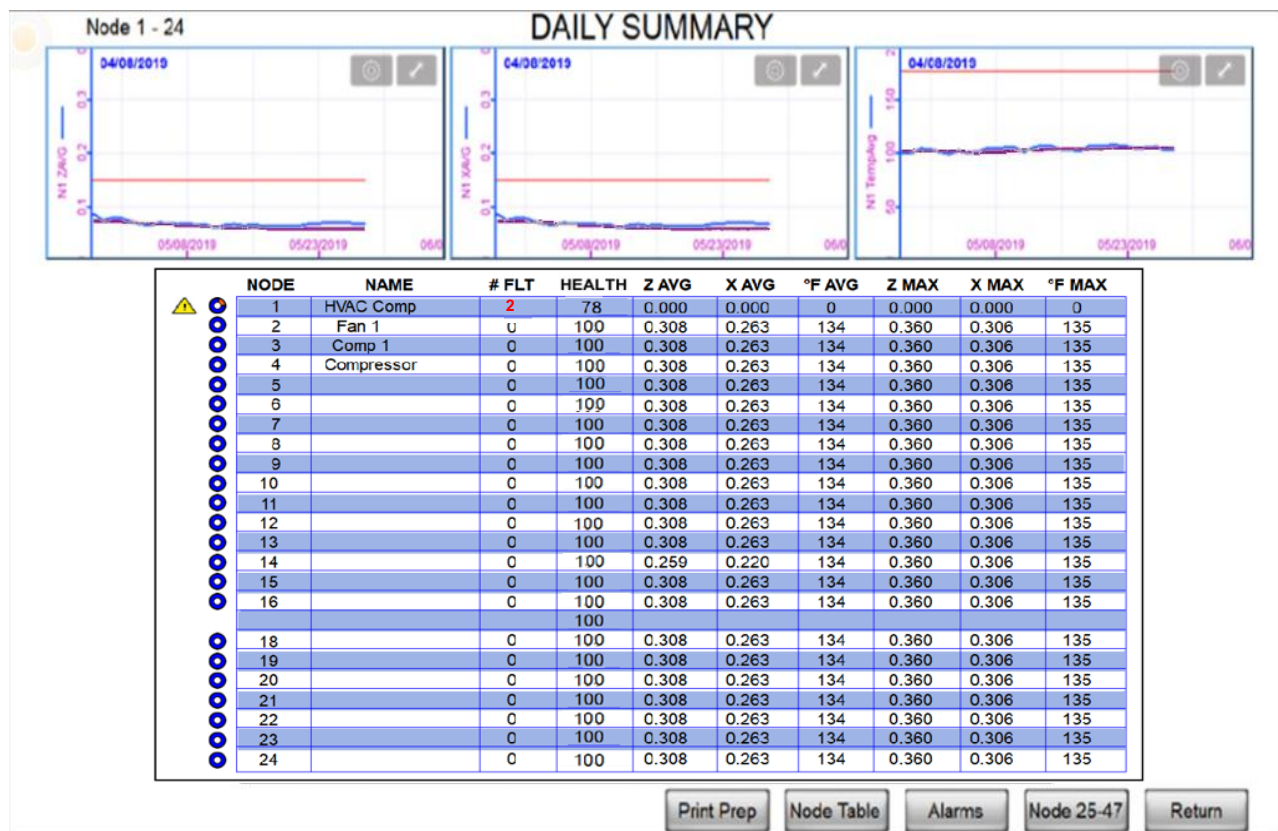 Node 1 - 24
DAILY SUMMARY
04/08/2019
04/08/2019
04/08/2019
N1 ZAVG
0,1
0,2
0,3
05/08/2019
05/23/2019
06/0
N1 XAVG
0,1
0,2
0,3
05/08/2019
05/23/2019
06/0
N1 TempAvg
50
100
150
05/08/2019
05/23/2019
06/0
NODE NAME # FLT HEALTH Z AVG X AVG °F AVG Z MAX X MAX °F MAX
1 HVAC Comp 2 78 0.000 0.000 0 0.000 0.000 0
2 Fan 1 0 100 0.308 0.263 134 0.360 0.306 135
3 Comp 1 0 100 0.308 0.263 134 0.360 0.306 135
4 Compressor 0 100 0.308 0.263 134 0.360 0.306 135
5 0 100 0.308 0.263 134 0.360 0.306 135
6 0 100 0.308 0.263 134 0.360 0.306 135
7 0 100 0.308 0.263 134 0.360 0.306 135
8 0 100 0.308 0.263 134 0.360 0.306 135
9 0 100 0.308 0.263 134 0.360 0.306 135
10 0 100 0.308 0.263 134 0.360 0.306 135
11 0 100 0.308 0.263 134 0.360 0.306 135
12 0 100 0.308 0.263 134 0.360 0.306 135
13 0 100 0.308 0.263 134 0.360 0.306 135
14 0 100 0.259 0.220 134 0.360 0.306 135
15 0 100 0.308 0.263 134 0.360 0.306 135
16 0 100 0.308 0.263 134 0.360 0.306 135
100
18 0 100 0.308 0.263 134 0.360 0.306 135
19 0 100 0.308 0.263 134 0.360 0.306 135
20 0 100 0.308 0.263 134 0.360 0.306 135
21 0 100 0.308 0.263 134 0.360 0.306 135
22 0 100 0.308 0.263 134 0.360 0.306 135
23 0 100 0.308 0.263 134 0.360 0.306 135
24 0 100 0.308 0.263 134 0.360 0.306 135
Print Prep Node Table Alarms Node 25-47 Return